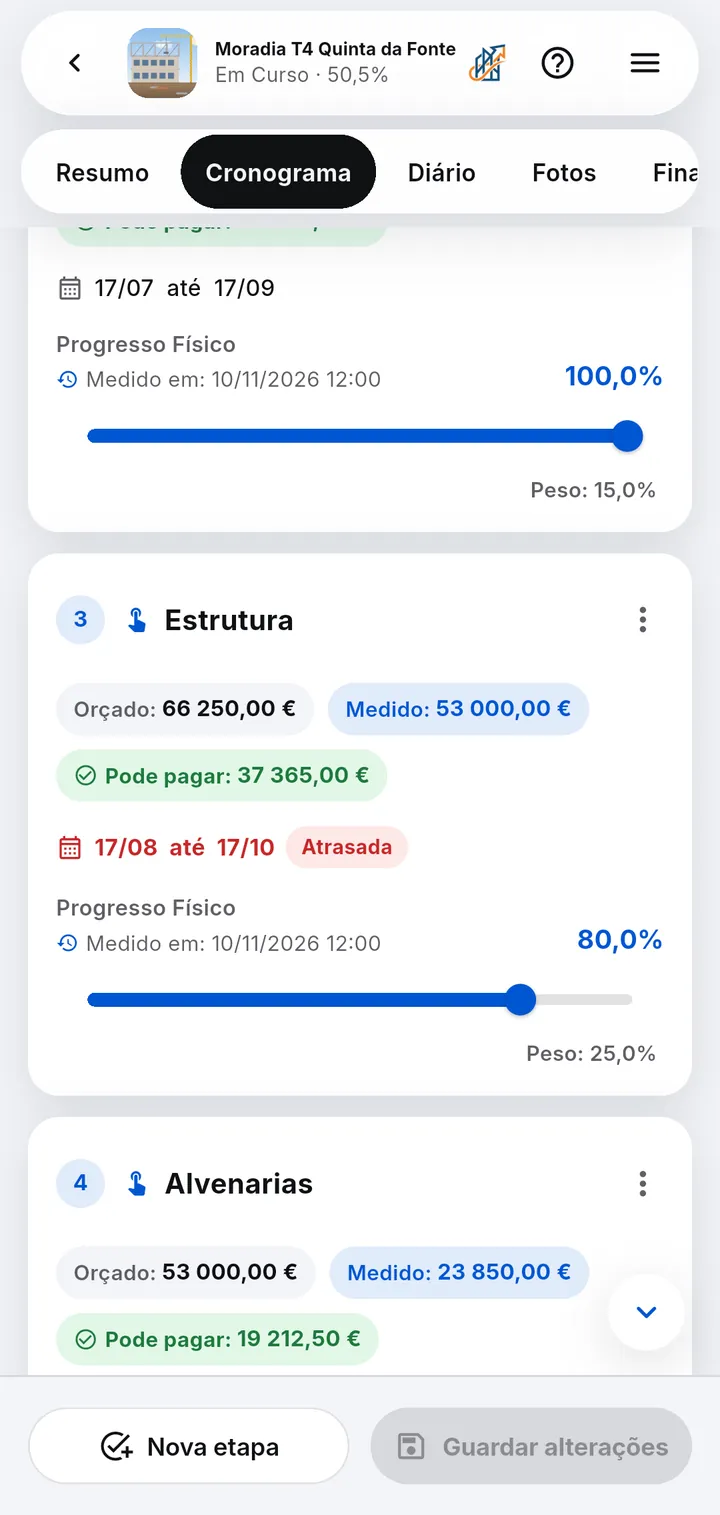 Moradia T4 Quinta da Fonte
Em Curso · 50,5%
Resumo
Cronograma
Diário
Fotos
Fina
17/07 até 17/09
Progresso Físico
Medido em: 10/11/2026 12:00
100,0%
Peso: 15,0%
3
Estrutura
Orçado: 66 250,00 €
Medido: 53 000,00 €
Pode pagar: 37 365,00 €
17/08 até 17/10
Atrasada
Progresso Físico
Medido em: 10/11/2026 12:00
80,0%
Peso: 25,0%
4
Alvenarias
Orçado: 53 000,00 €
Medido: 23 850,00 €
Pode pagar: 19 212,50 €
Nova etapa
Guardar alterações